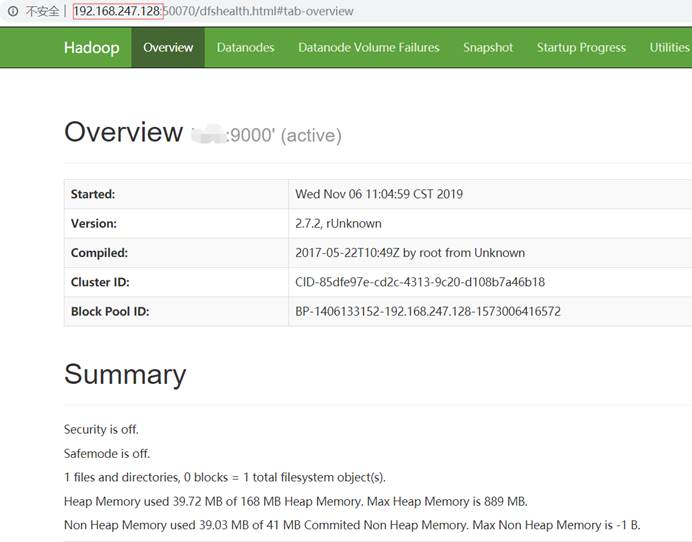 不安全 | 192.168.247.128:50070/dfshealth.html#tab-overview
Hadoop Overview Datanodes Datanode Volume Failures Snapshot Startup Progress Utilities
Overview :9000' (active)
Started: Wed Nov 06 11:04:59 CST 2019
Version: 2.7.2, rUnknown
Compiled: 2017-05-22T10:49Z by root from Unknown
Cluster ID: CID-85dfe97e-cd2c-4313-9c20-d108b7a46b18
Block Pool ID: BP-1406133152-192.168.247.128-1573006416572
Summary
Security is off.
Safemode is off.
1 files and directories, 0 blocks = 1 total filesystem object(s).
Heap Memory used 39.72 MB of 168 MB Heap Memory. Max Heap Memory is 889 MB.
Non Heap Memory used 39.03 MB of 41 MB Commited Non Heap Memory. Max Non Heap Memory is -1 B.